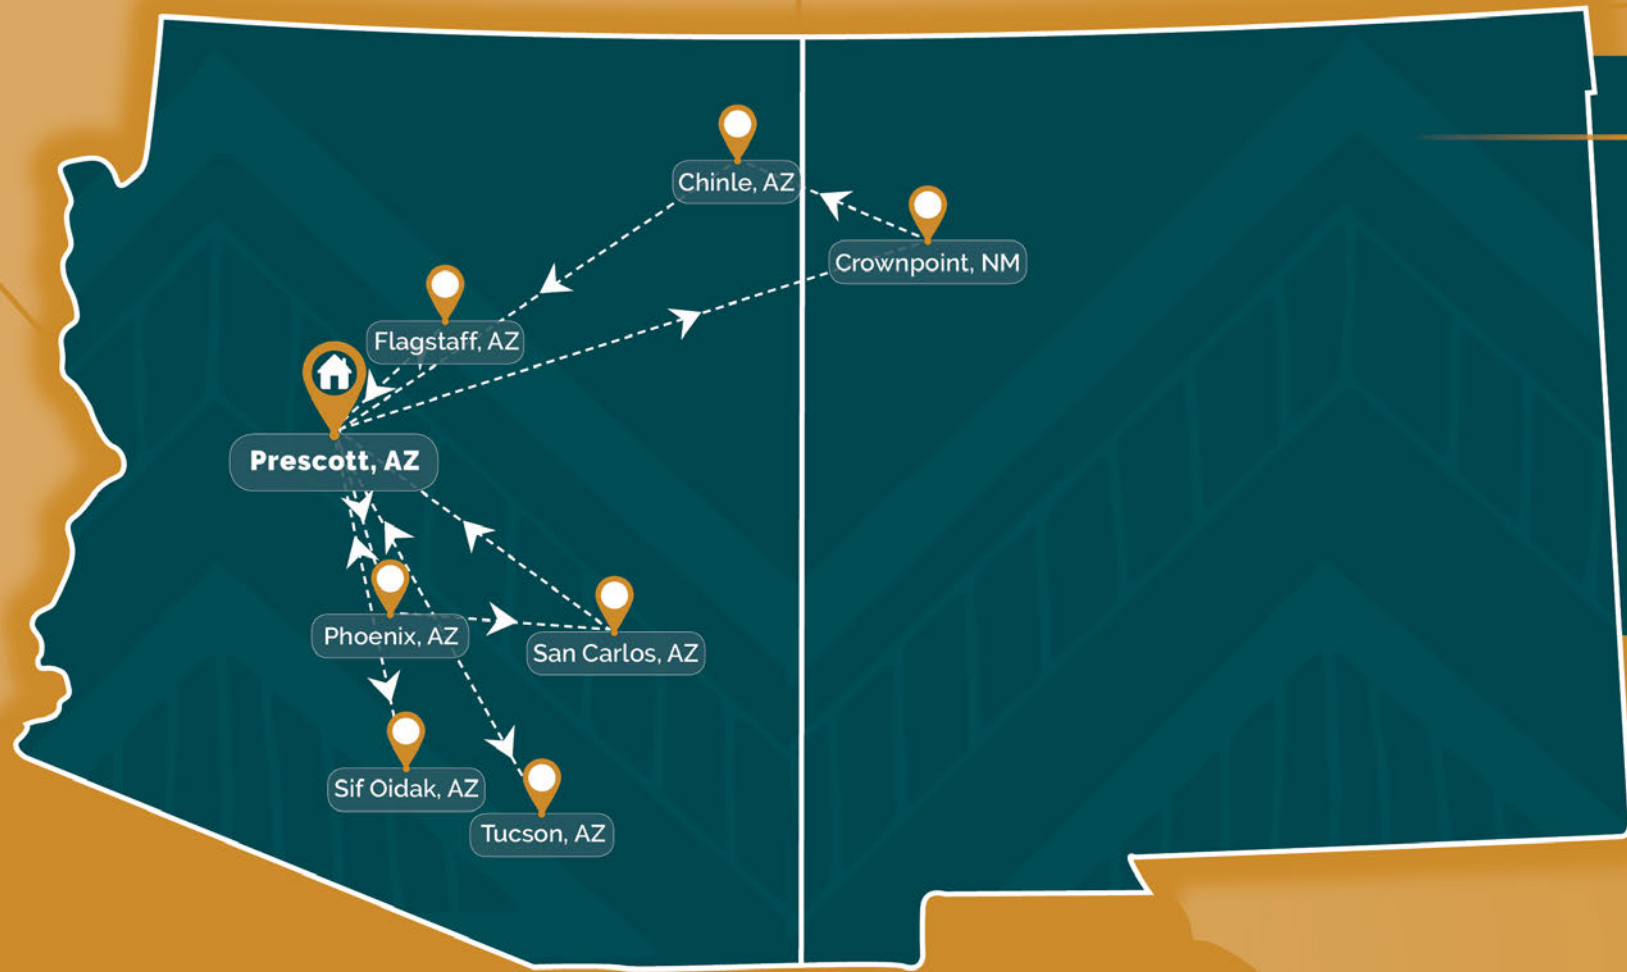 Chinle, AZ
Crownpoint, NM
Flagstaff, AZ
Prescott, AZ
Phoenix, AZ
San Carlos, AZ
Sif Oidak, AZ
Tucson, AZ